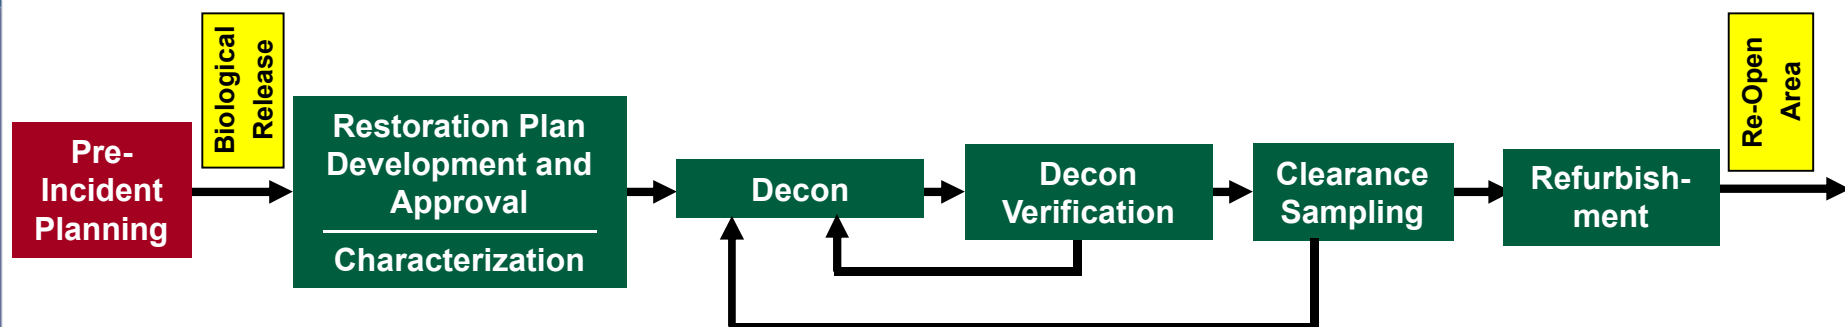 Pre-
Incident
Planning
Biological
Release
Restoration Plan
Development and
Approval
Characterization
Decon
Decon
Verification
Clearance
Sampling
Refurbish-
ment
Re-Open
Area